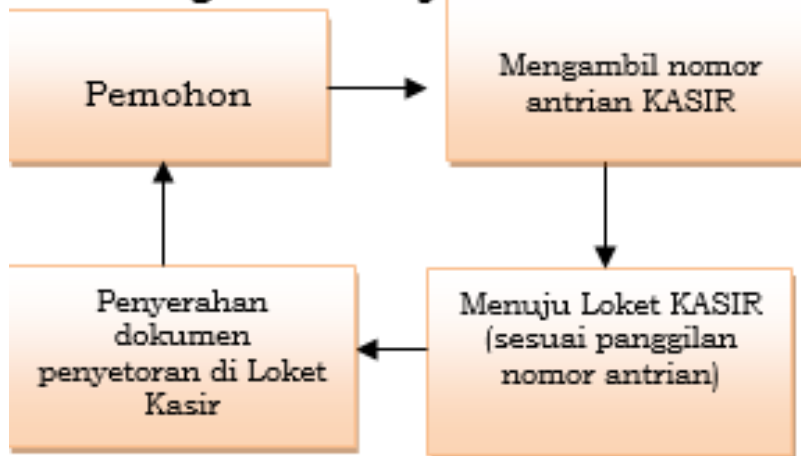 Pemohon
Mengambil nomor
antrian KASIR
Menuju Loket KASIR
(sesuai panggilan
nomor antrian)
Penyerahan
dokumen
penyetoran di Loket
Kasir